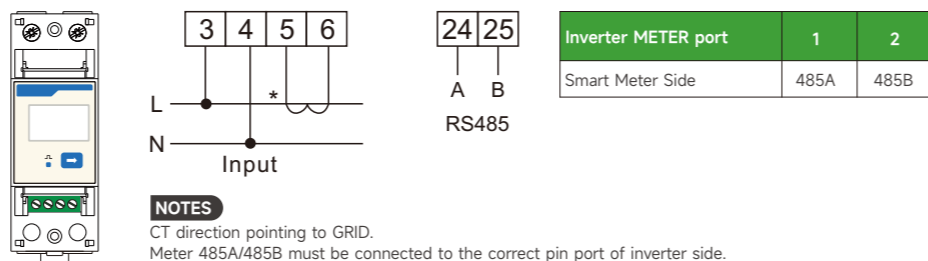 3 4 5 6
L
*
N
Input
24 25
A B
RS485
Inverter METER port 1 2
Smart Meter Side 485A 485B
NOTES
CT direction pointing to GRID.
Meter 485A/485B must be connected to the correct pin port of inverter side.